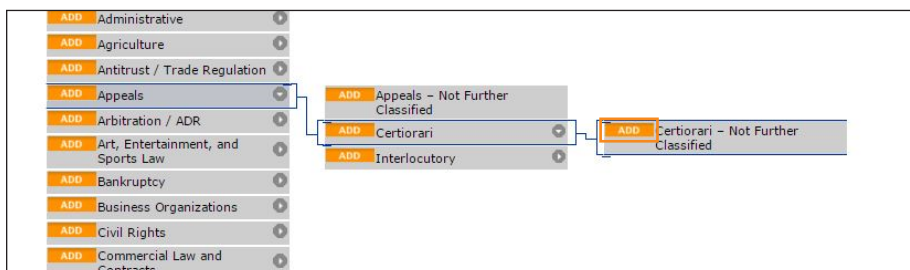 ADD Administrative
ADD Agriculture
ADD Antitrust / Trade Regulation
ADD Appeals
ADD Arbitration / ADR
ADD Art, Entertainment, and
Sports Law
ADD Bankruptcy
ADD Business Organizations
ADD Civil Rights
ADD Commercial Law and
Contracts
ADD Appeals – Not Further
Classified
ADD Certiorari
ADD Interlocutory
ADD Certiorari – Not Further
Classified